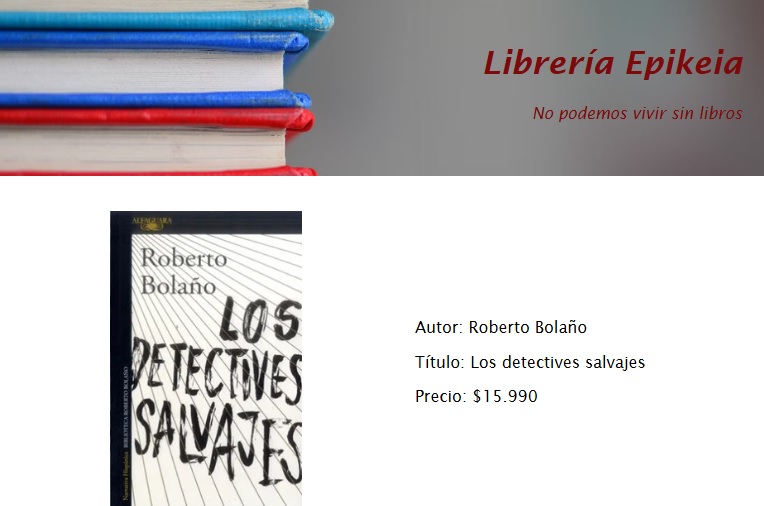 Librería Epikeia
No podemos vivir sin libros
ALFAGUARA
Roberto
Bolaño
LOS
DETECTIVES
SALVAJES
Narrativa Hispánica
BIBLIOTECA ROBERTO BOLAÑO
Autor: Roberto Bolaño
Título: Los detectives salvajes
Precio: $15.990